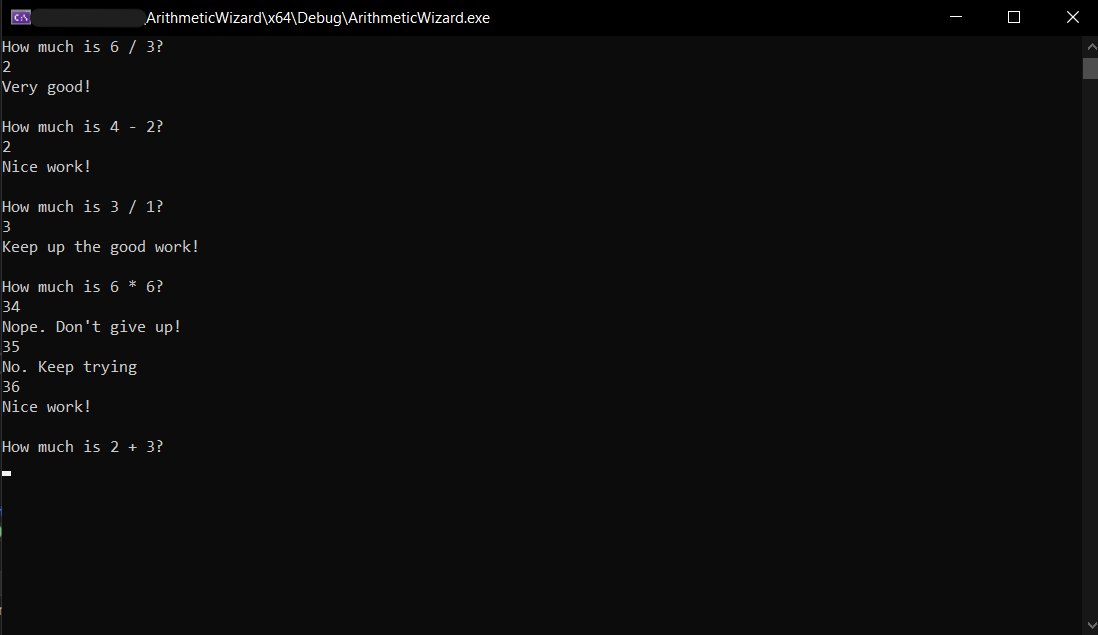 ArithmeticWizard\x64\Debug\ArithmeticWizard.exe
How much is 6 / 3?
2
Very good!
How much is 4 - 2?
2
Nice work!
How much is 3 / 1?
3
Keep up the good work!
How much is 6 * 6?
34
Nope. Don't give up!
35
No. Keep trying
36
Nice work!
How much is 2 + 3?